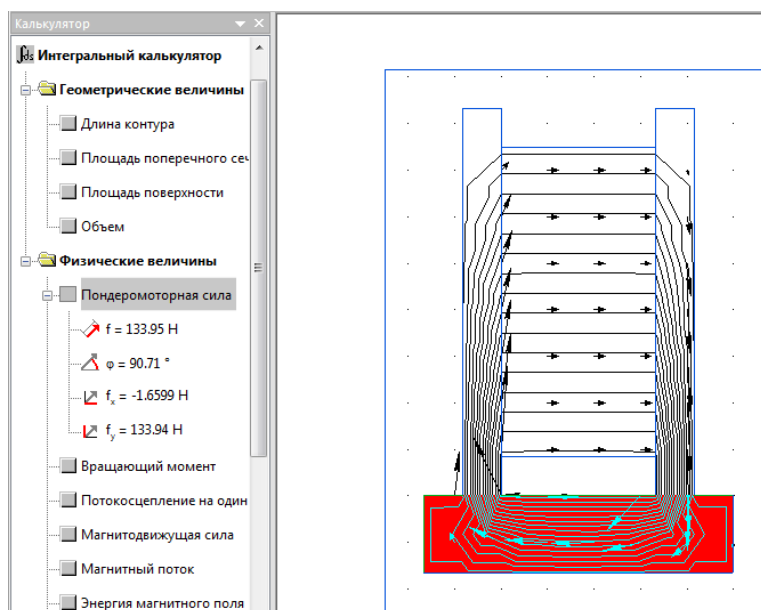 Калькулятор
Интегральный калькулятор
Геометрические величины
Длина контура
Площадь поперечного сеч
Площадь поверхности
Объем
Физические величины
Пондеромоторная сила
f = 133.95 Н
φ = 90.71 °
fx = -1.6599 Н
fy = 133.94 Н
Вращающий момент
Потокосцепление на один
Магнитодвижущая сила
Магнитный поток
Энергия магнитного поля